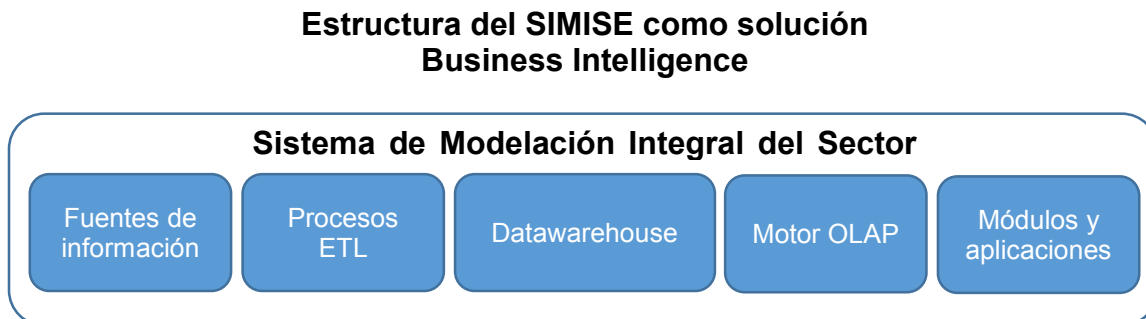 Estructura del SIMISE como solución
Business Intelligence
Sistema de Modelación Integral del Sector
Fuentes de
información
Procesos
ETL
Datawarehouse
Motor OLAP
Módulos y
aplicaciones